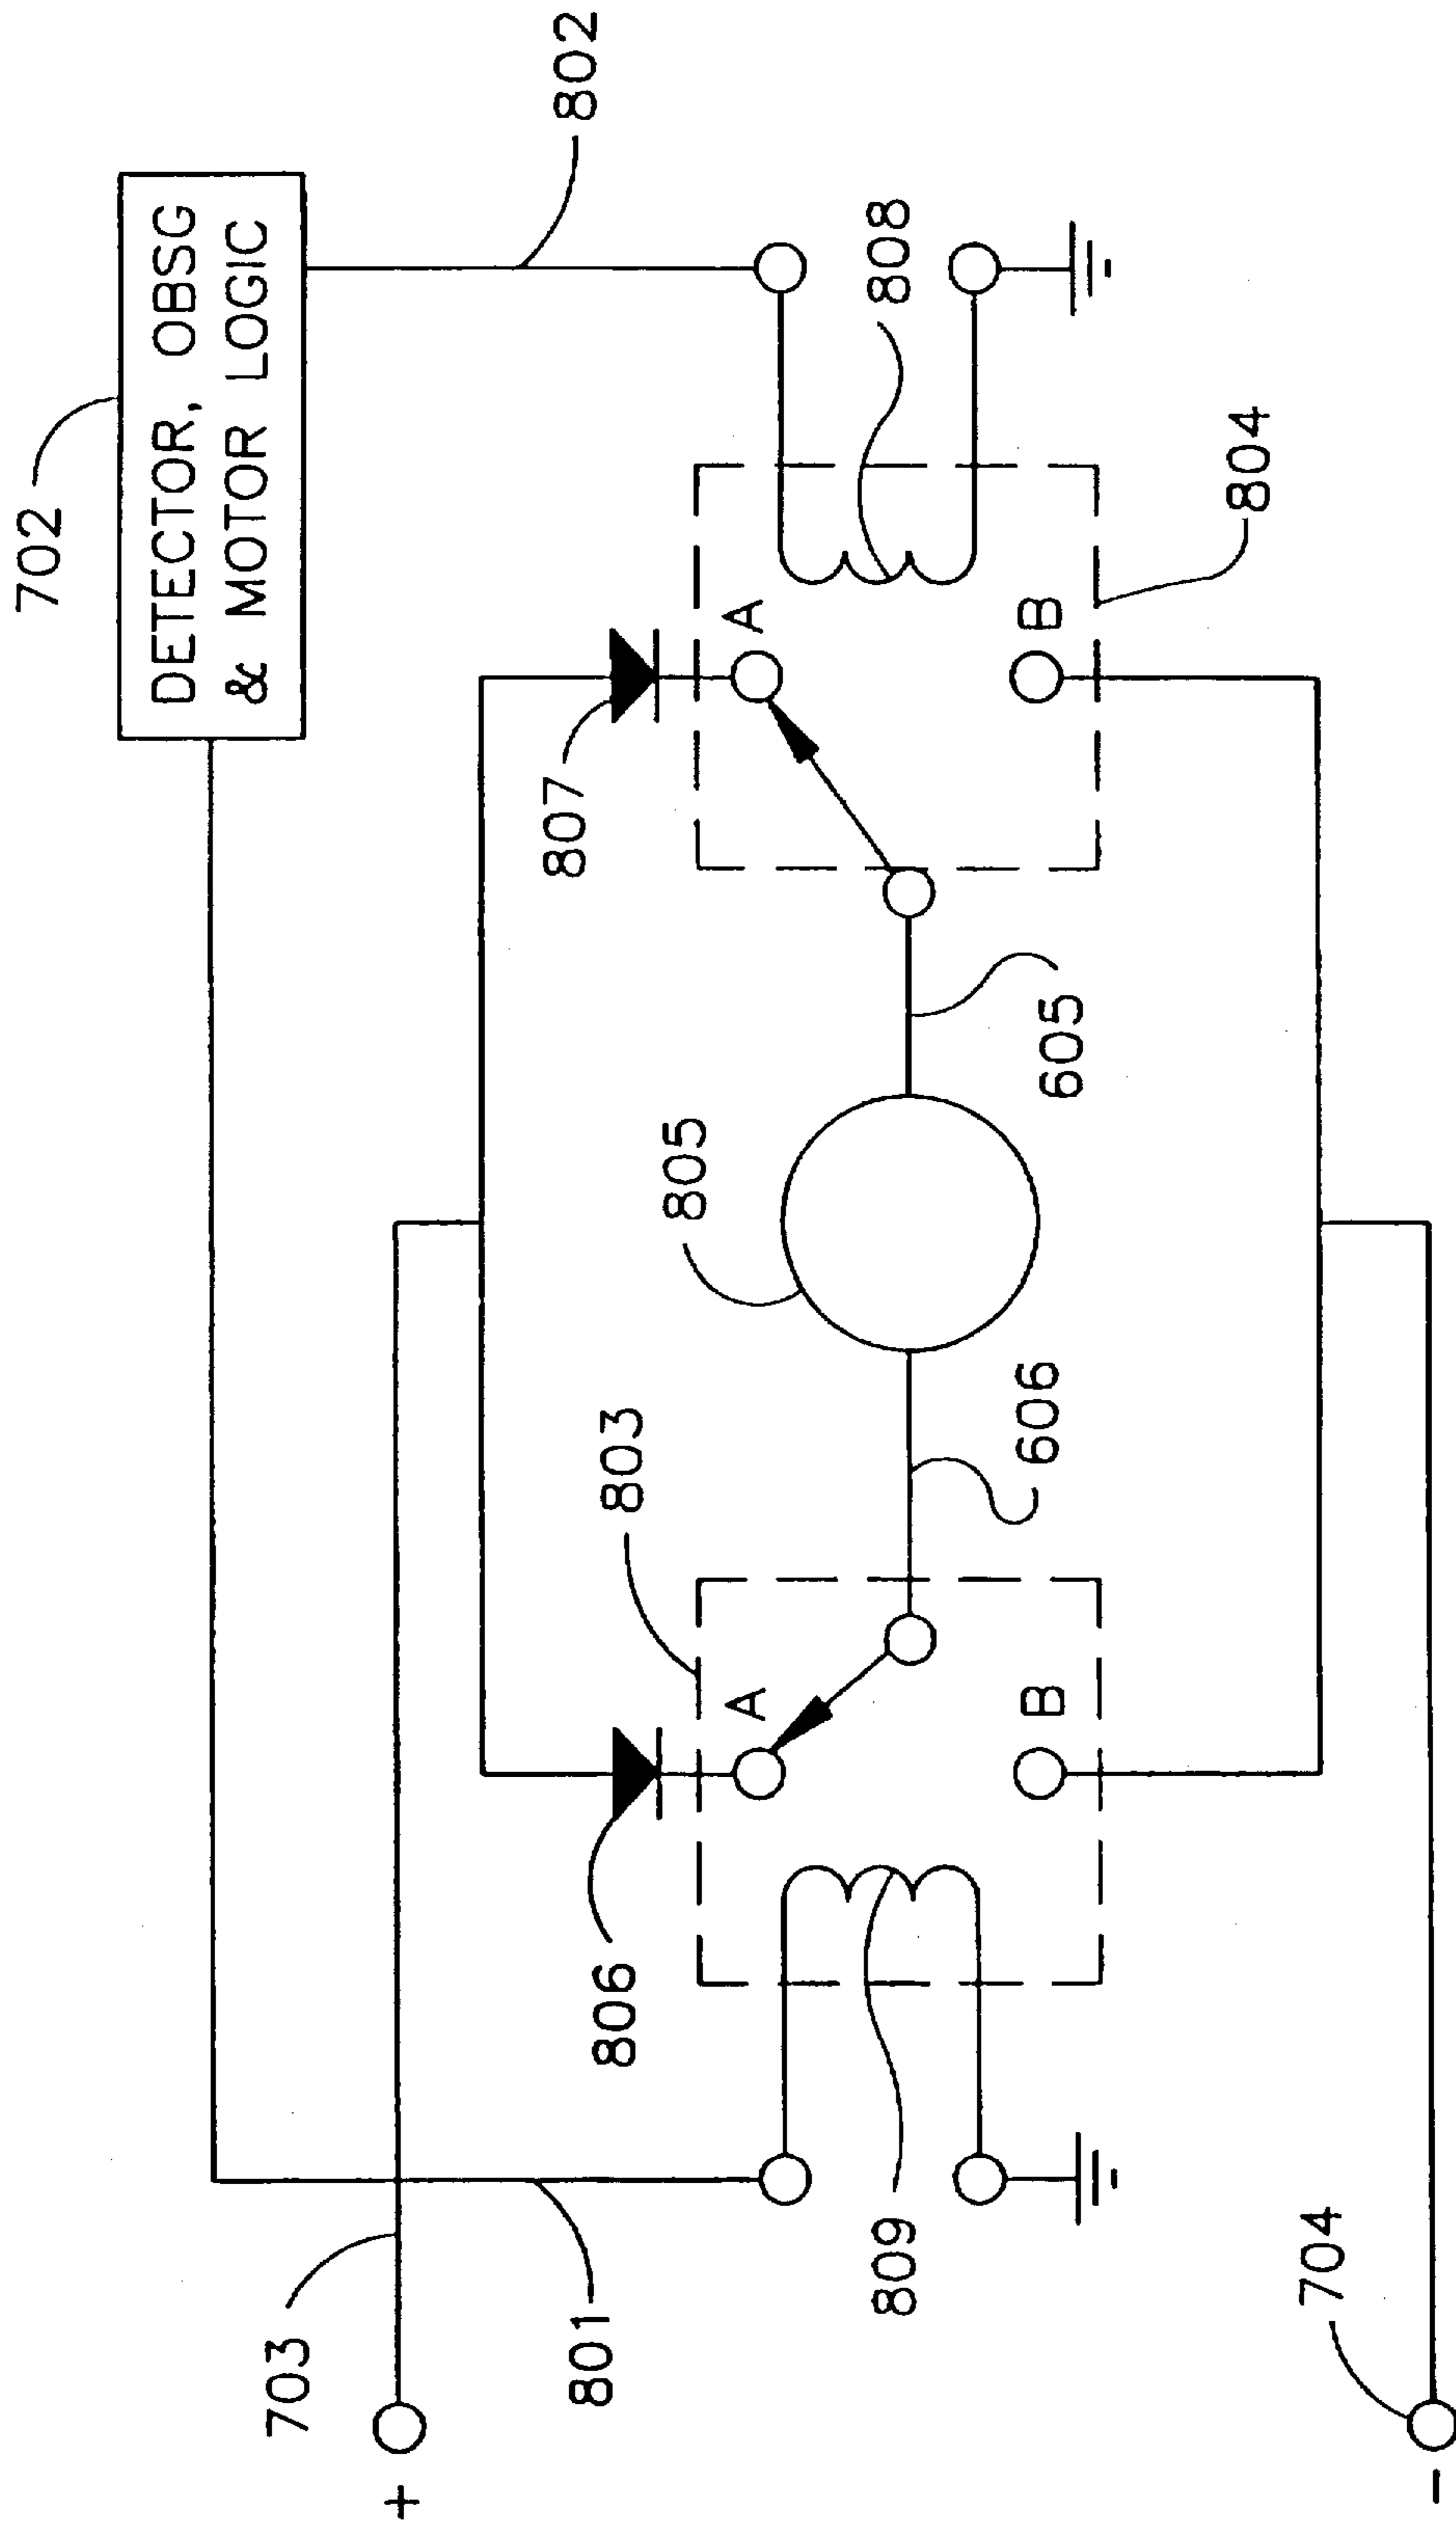 702
DETECTOR, OBSG
& MOTOR LOGIC
802
703
+
801
807
806
803
A
805
A
808
809
B
606
605
B
804
704
-